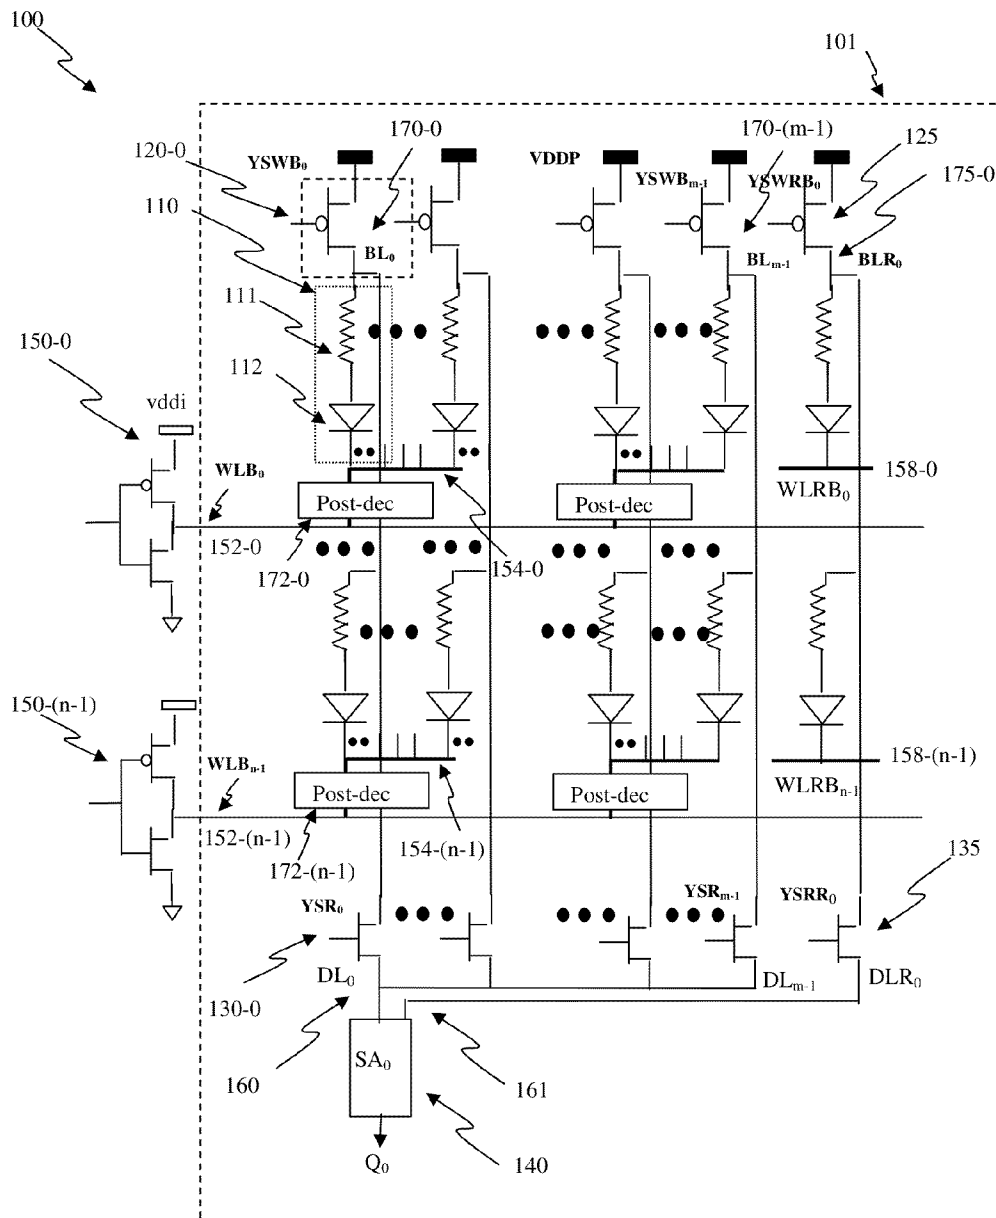 100
101
170-0
170-(m-1)
125
120-0
YSWB₀
VDDP
YSWBₘ₋₁
YSWRB₀
175-0
110
BL₀
BLₘ₋₁
BLR₀
111
150-0
112
vddi
WLB₀
158-0
Post-dec
Post-dec
WLRB₀
152-0
172-0
154-0
150-(n-1)
WLBₙ₋₁
158-(n-1)
Post-dec
Post-dec
WLRBₙ₋₁
152-(n-1)
154-(n-1)
172-(n-1)
135
YSR₀
YSRₘ₋₁
YSRR₀
DL₀
DLₘ₋₁
DLR₀
130-0
SA₀
160
161
140
Q₀